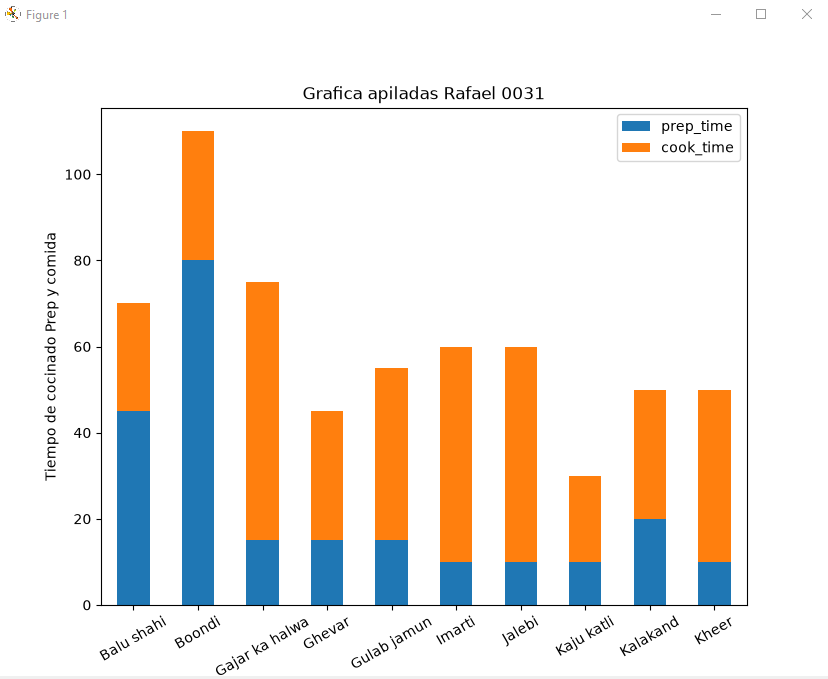 Figure 1
Grafica apiladas Rafael 0031
prep_time
cook_time
Tiempo de cocinado Prep y comida
100
80
60
40
20
0
Balu shahi
Boondi
Gajar ka halwa
Ghevar
Gulab jamun
Imarti
Jalebi
Kaju katli
Kalakand
Kheer